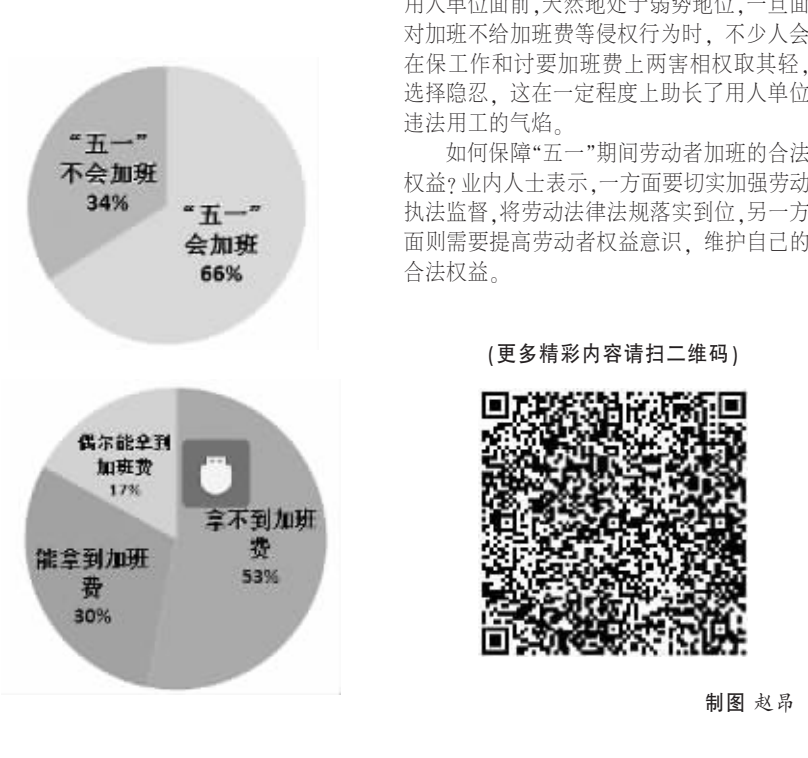 “五一”
不会加班
34%
“五一”
会加班
66%
偶尔能拿到
加班费
17%
拿不到加班
费
53%
能拿到加班
费
30%
用人单位面前,天然地处于弱势地位,一旦面
对加班不给加班费等侵权行为时，不少人会
在保工作和讨要加班费上两害相权取其轻,
选择隐忍，这在一定程度上助长了用人单位
违法用工的气焰。
如何保障“五一”期间劳动者加班的合法
权益?业内人士表示,一方面要切实加强劳动
执法监督,将劳动法律法规落实到位,另一方
面则需要提高劳动者权益意识，维护自己的
合法权益。
(更多精彩内容请扫二维码)
制图 赵昂